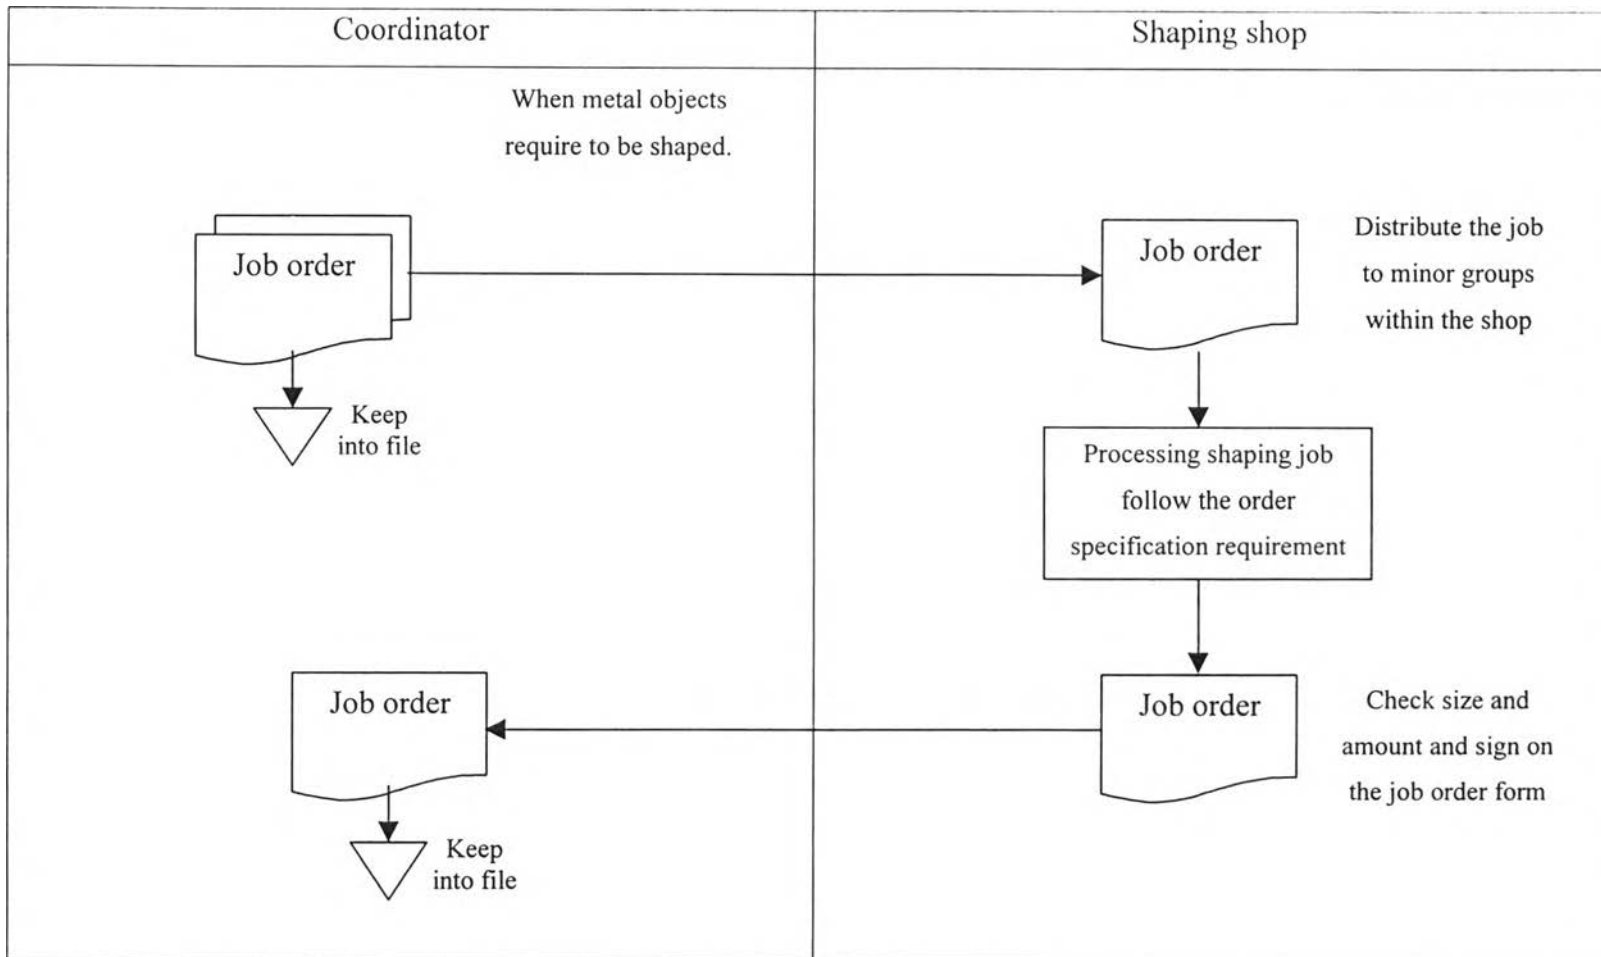 Coordinator
Shaping shop
When metal objects
require to be shaped.
Job order
Job order
Distribute the job
to minor groups
within the shop
Keep
into file
Processing shaping job
follow the order
specification requirement
Job order
Job order
Check size and
amount and sign on
the job order form
Keep
into file